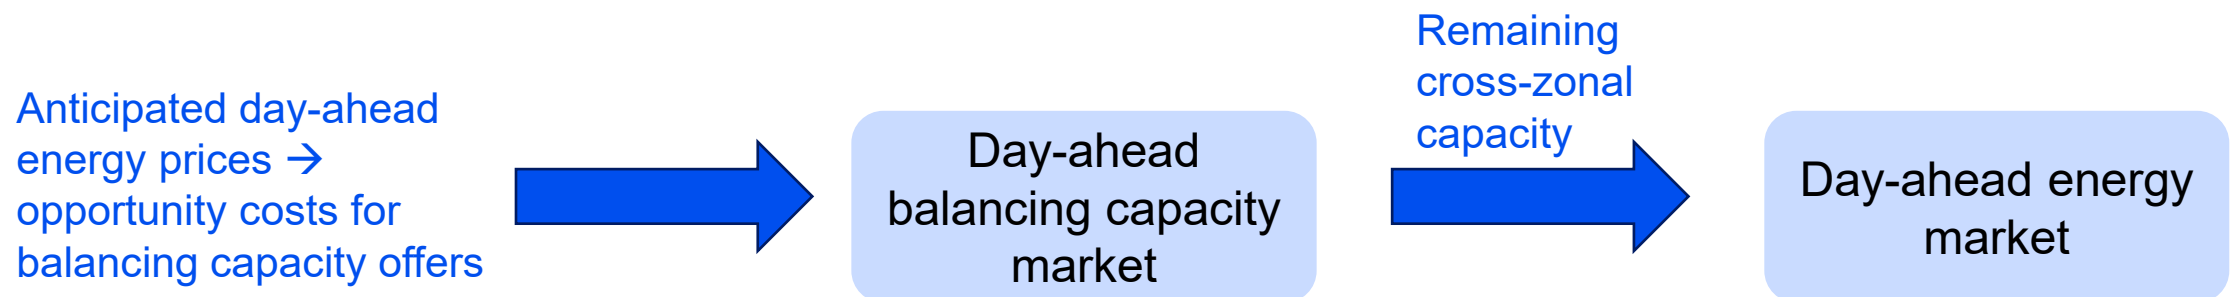 Anticipated day-ahead
energy prices →
opportunity costs for
balancing capacity offers
Day-ahead
balancing capacity
market
Remaining
cross-zonal
capacity
Day-ahead energy
market